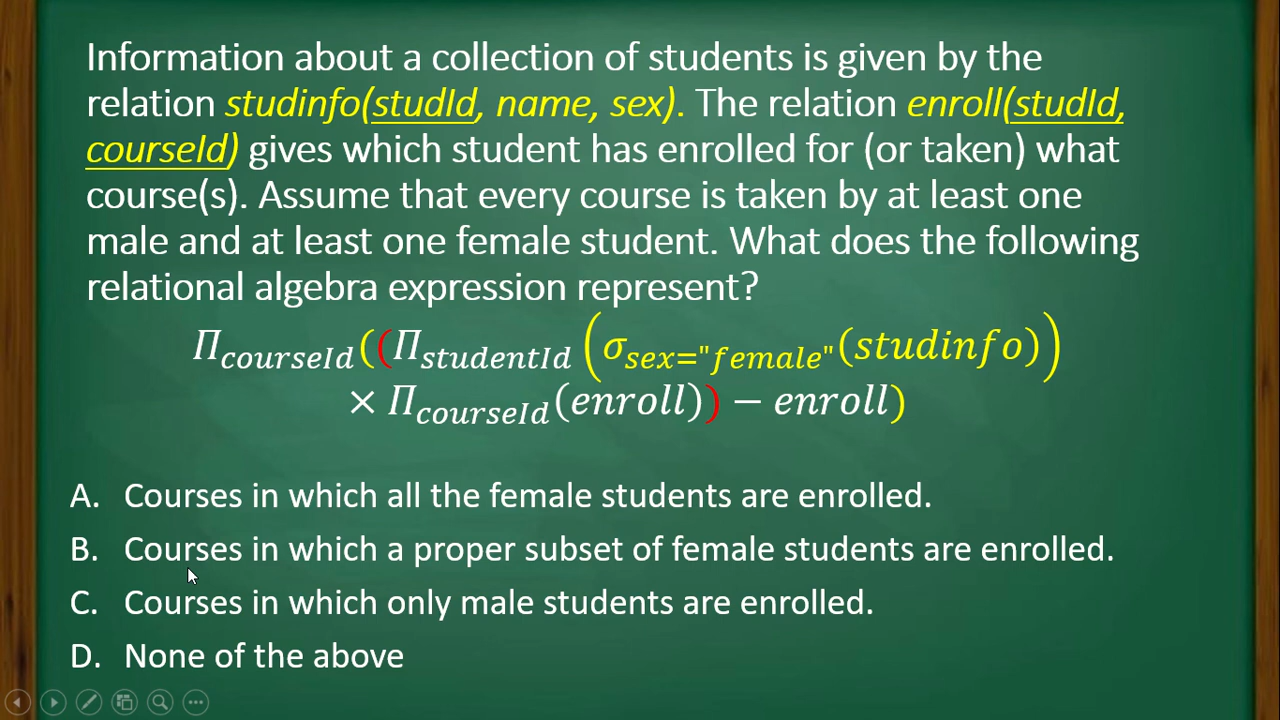 Information about a collection of students is given by the
relation studinfo(studId, name, sex). The relation enroll(studId,
courseId) gives which student has enrolled for (or taken) what
course(s). Assume that every course is taken by at least one
male and at least one female student. What does the following
relational algebra expression represent?
Π_courseId((Π_studentId(σ_sex="female"(studinfo))
× Π_courseId(enroll)) − enroll)
A. Courses in which all the female students are enrolled.
B. Courses in which a proper subset of female students are enrolled.
C. Courses in which only male students are enrolled.
D. None of the above